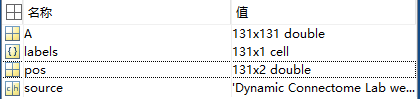 名称 值
A 131x131 double
labels 131x1 cell
pos 131x2 double
source 'Dynamic Connectome Lab we...